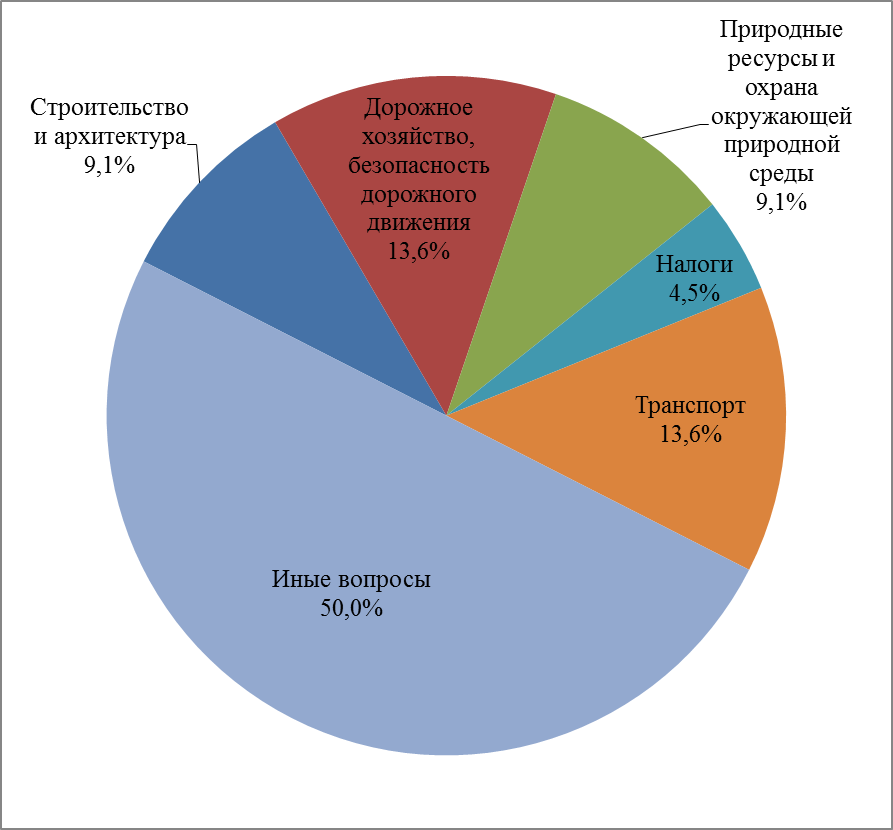 Строительство
и архитектура
9,1%
Дорожное
хозяйство,
безопасность
дорожного
движения
13,6%
Природные
ресурсы и
охрана
окружающей
природной
среды
9,1%
Налоги
4,5%
Транспорт
13,6%
Иные вопросы
50,0%